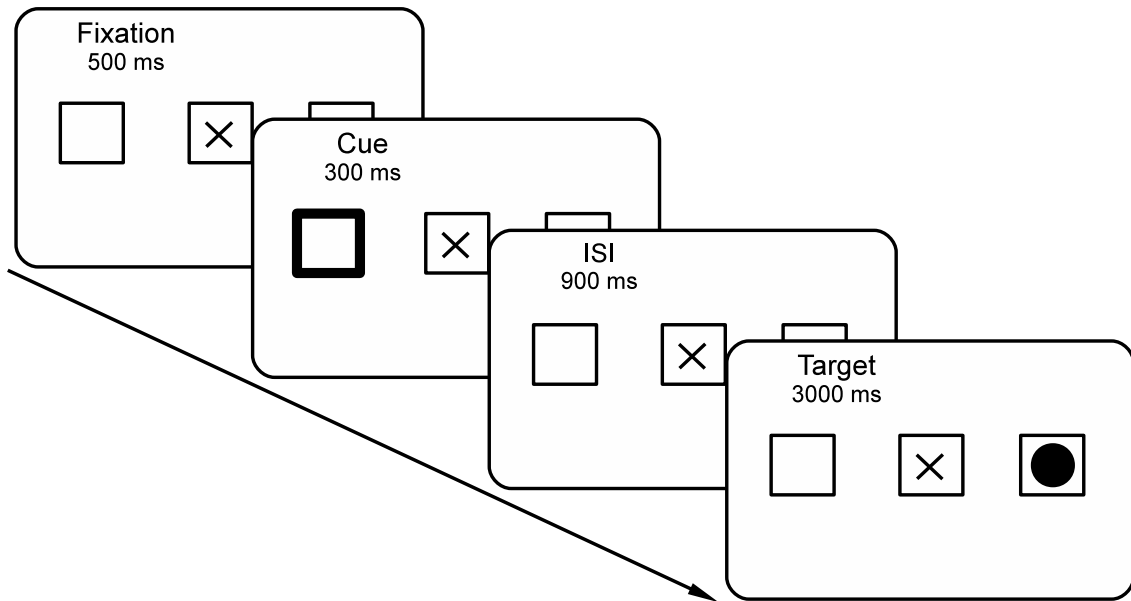 Fixation
500 ms
Cue
300 ms
ISI
900 ms
Target
3000 ms